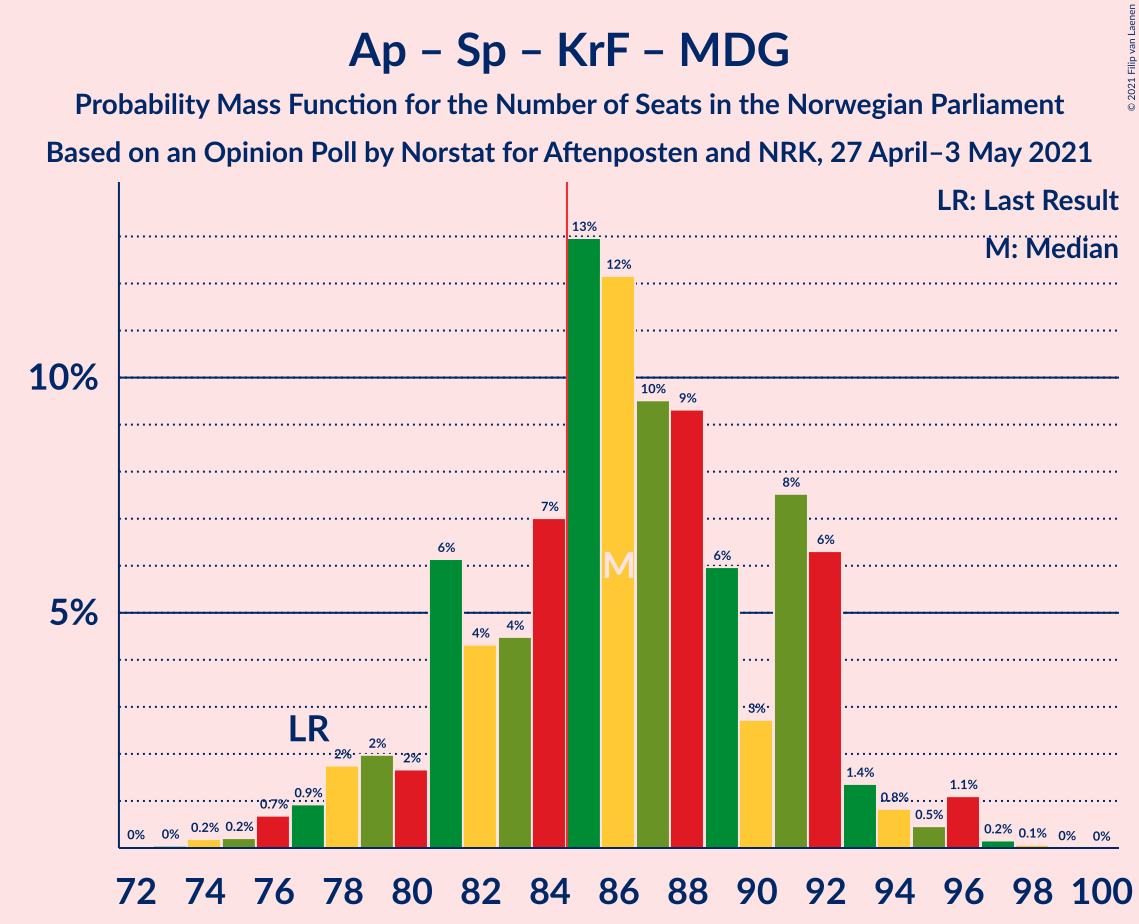 Ap – Sp – KrF – MDG
Probability Mass Function for the Number of Seats in the Norwegian Parliament
Based on an Opinion Poll by Norstat for Aftenposten and NRK, 27 April–3 May 2021
© 2021 Filip van Laenen
LR: Last Result
M: Median
10%
5%
LR
M
0% 0% 0.2% 0.2% 0.7% 0.9% 2% 2% 2% 6% 4% 4% 7% 13% 12% 10% 9% 6% 3% 8% 6% 1.4% 0.8% 0.5% 1.1% 0.2% 0.1% 0% 0%
72 74 76 78 80 82 84 86 88 90 92 94 96 98 100